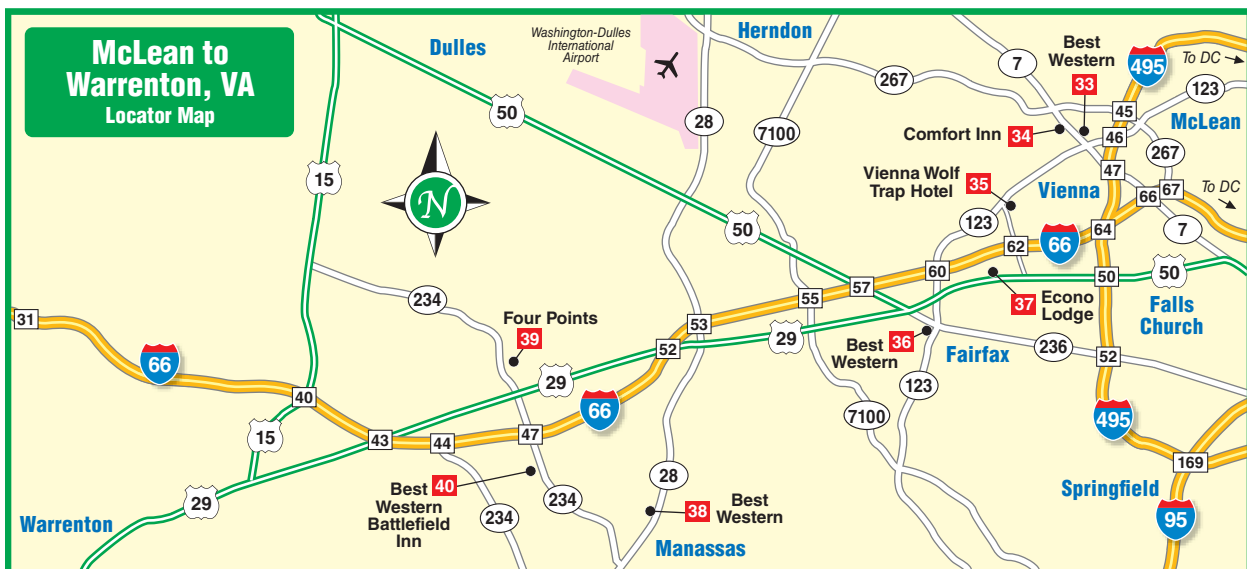 McLean to
Warrenton, VA
Locator Map
Dulles
Washington-Dulles
International
Airport
Herndon
Best
Western
33
495
To DC
7
267
123
50
28
7100
Comfort Inn
34
45
46
McLean
15
N
Vienna Wolf
Trap Hotel
35
47
267
Vienna
66
67
To DC
50
123
62
66
64
7
234
55
57
60
37
Econo
Lodge
50
50
Falls
Church
31
Four Points
39
53
52
29
36
Best
Western
Fairfax
236
52
66
40
29
66
123
7100
495
15
43
44
47
169
29
Best
Western
Battlefield
Inn
40
234
234
28
38
Best
Western
Springfield
95
Warrenton
Manassas